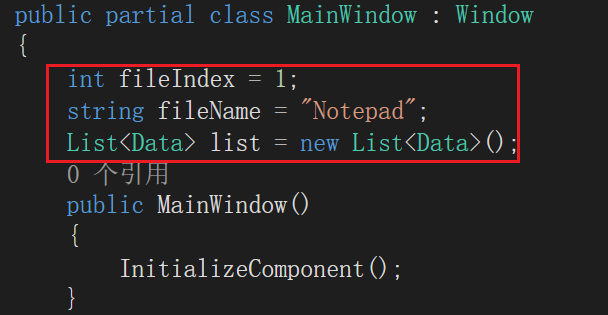 public partial class MainWindow : Window
{
int fileIndex = 1;
string fileName = "Notepad";
List<Data> list = new List<Data>();
0 个引用
public MainWindow()
{
InitializeComponent();
}